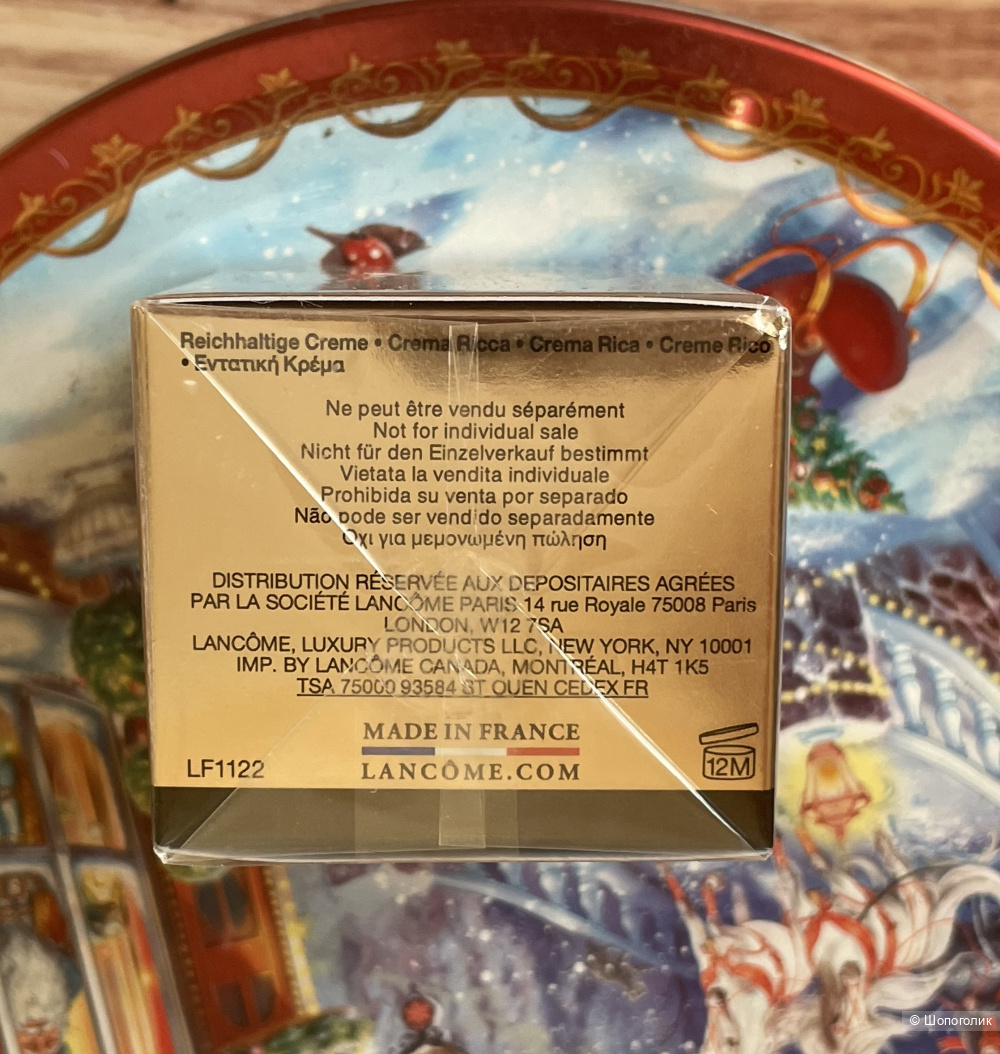 Reichhaltige Creme • Crema Ricca • Crema Rica • Creme Rico
• Εντατική Κρέμα
Ne peut être vendu séparément
Not for individual sale
Nicht für den Einzelverkauf bestimmt
Vietata la vendita individuale
Prohibida su venta por separado
Não pode ser vendido separadamente
Όχι για μεμονωμένη πώληση
DISTRIBUTION RÉSERVÉE AUX DEPOSITAIRES AGRÉES
PAR LA SOCIÉTÉ LANCÔME PARIS 14 rue Royale 75008 Paris
LONDON, W12 7SA
LANCÔME, LUXURY PRODUCTS LLC, NEW YORK, NY 10001
IMP. BY LANCÔME CANADA, MONTRÉAL, H4T 1K5
TSA 75000 93584 ST OUEN CEDEX FR
MADE IN FRANCE
LF1122
LANCÔME.COM
12M
© Шопоголик